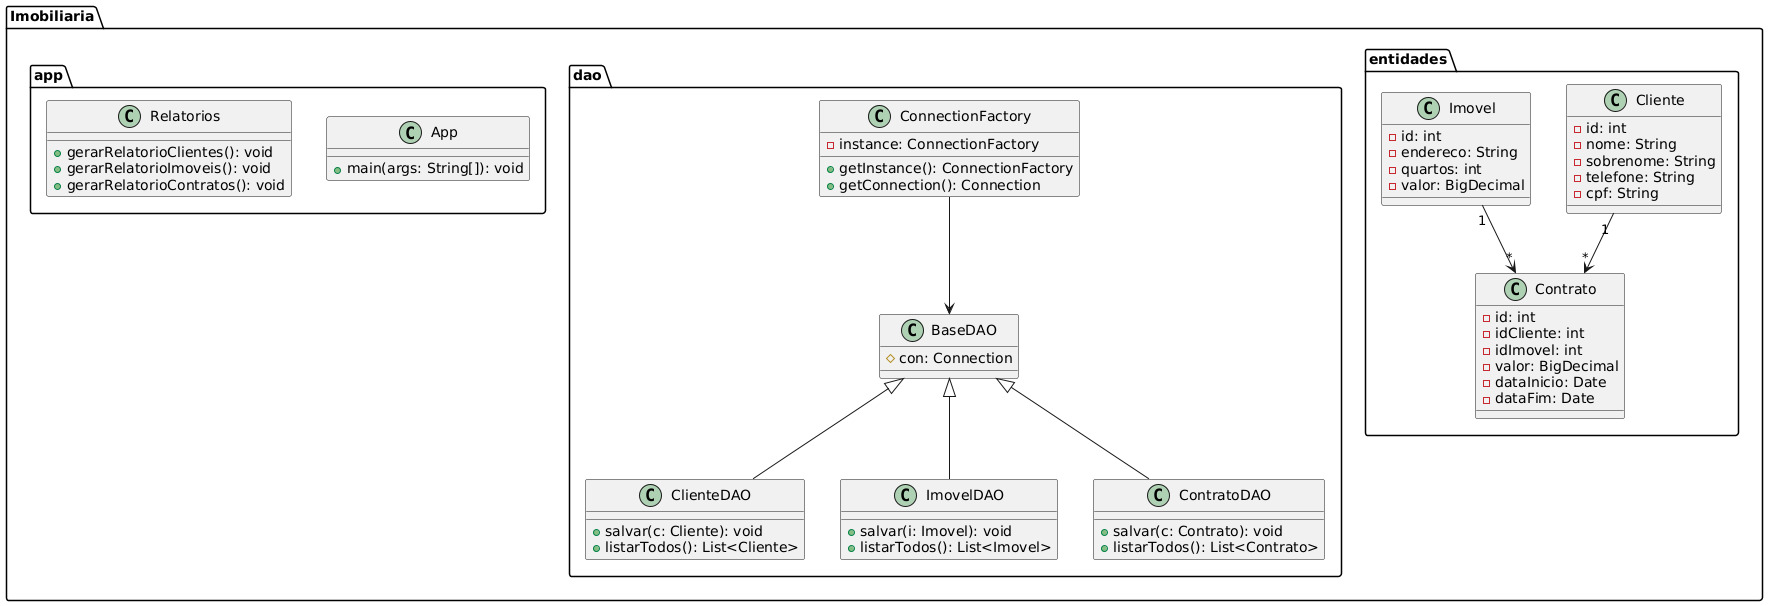 Imobiliaria
app
Relatorios
gerarRelatorioClientes(): void
gerarRelatorioImoveis(): void
gerarRelatorioContratos(): void
App
main(args: String[]): void
dao
ConnectionFactory
instance: ConnectionFactory
getInstance(): ConnectionFactory
getConnection(): Connection
BaseDAO
con: Connection
ClienteDAO
salvar(c: Cliente): void
listarTodos(): List<Cliente>
ImovelDAO
salvar(i: Imovel): void
listarTodos(): List<Imovel>
ContratoDAO
salvar(c: Contrato): void
listarTodos(): List<Contrato>
entidades
Imovel
id: int
endereco: String
quartos: int
valor: BigDecimal
Cliente
id: int
nome: String
sobrenome: String
telefone: String
cpf: String
1
1
*
*
Contrato
id: int
idCliente: int
idImovel: int
valor: BigDecimal
dataInicio: Date
dataFim: Date